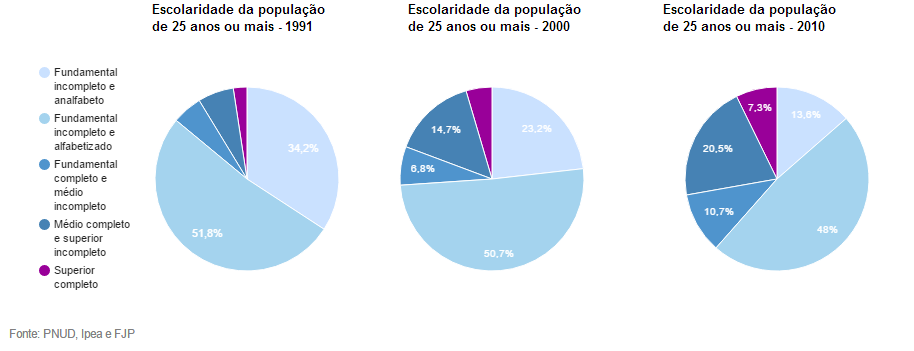 Escolaridade da população
de 25 anos ou mais - 1991
Escolaridade da população
de 25 anos ou mais - 2000
Escolaridade da população
de 25 anos ou mais - 2010
Fundamental
incompleto e
analfabeto
Fundamental
incompleto e
alfabetizado
Fundamental
completo e
médio
incompleto
Médio completo
e superior
incompleto
Superior
completo
34,2%
51,8%
23,2%
14,7%
6,8%
50,7%
7,3%
13,6%
20,5%
10,7%
48%
Fonte: PNUD, Ipea e FJP